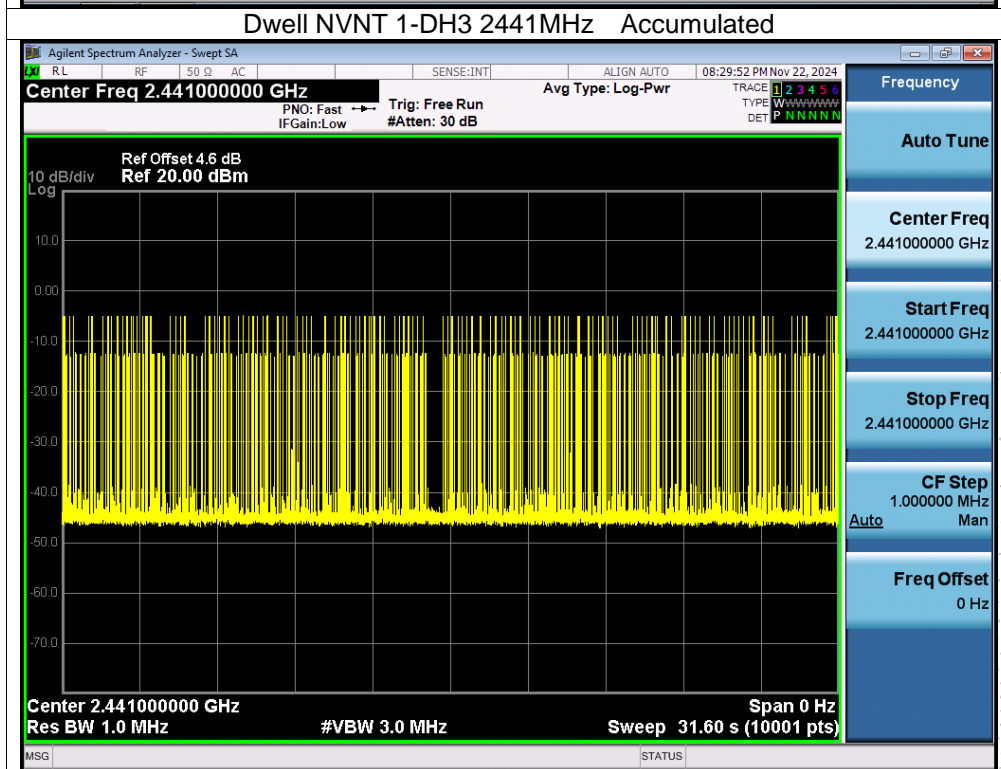 Dwell NVNT 1-DH3 2441MHz Accumulated
Agilent Spectrum Analyzer - Swept SA
LXI RL RF 50 Ω AC SENSE:INT ALIGN AUTO 08:29:52 PM Nov 22, 2024
Center Freq 2.441000000 GHz
PNO: Fast
IFGain:Low
Trig: Free Run
#Atten: 30 dB
Avg Type: Log-Pwr
TRACE 1 2 3 4 5 6
TYPE WWWWWWW
DET P N N N N N
Ref Offset 4.6 dB
10 dB/div Ref 20.00 dBm
Log
10.0
0.00
-10.0
-20.0
-30.0
-40.0
-50.0
-60.0
-70.0
Center 2.441000000 GHz Span 0 Hz
Res BW 1.0 MHz #VBW 3.0 MHz Sweep 31.60 s (10001 pts)
MSG STATUS
Frequency
Auto Tune
Center Freq
2.441000000 GHz
Start Freq
2.441000000 GHz
Stop Freq
2.441000000 GHz
CF Step
1.000000 MHz
Auto Man
Freq Offset
0 Hz